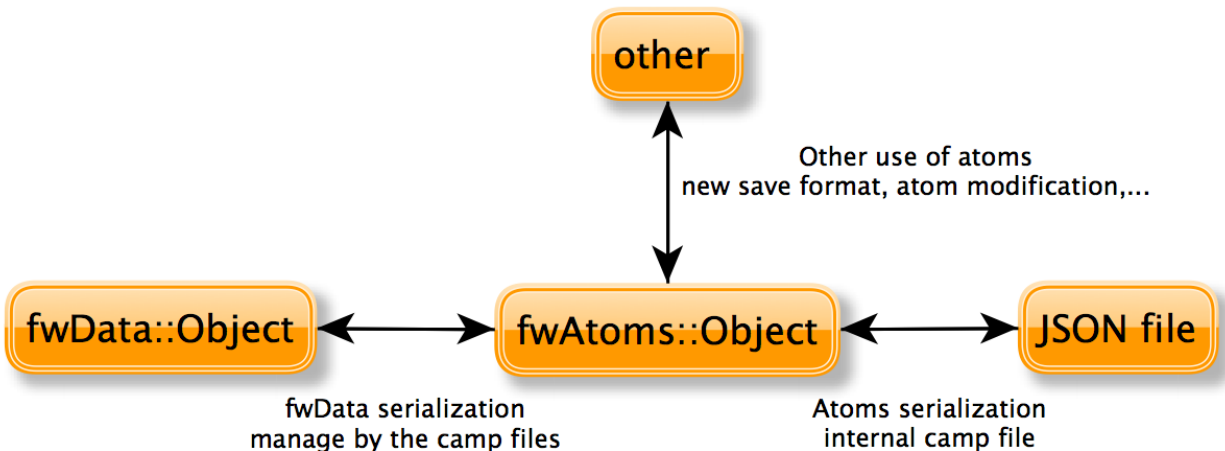 other
Other use of atoms
new save format, atom modification,...
fwData::Object
fwAtoms::Object
JSON file
fwData serialization
manage by the camp files
Atoms serialization
internal camp file